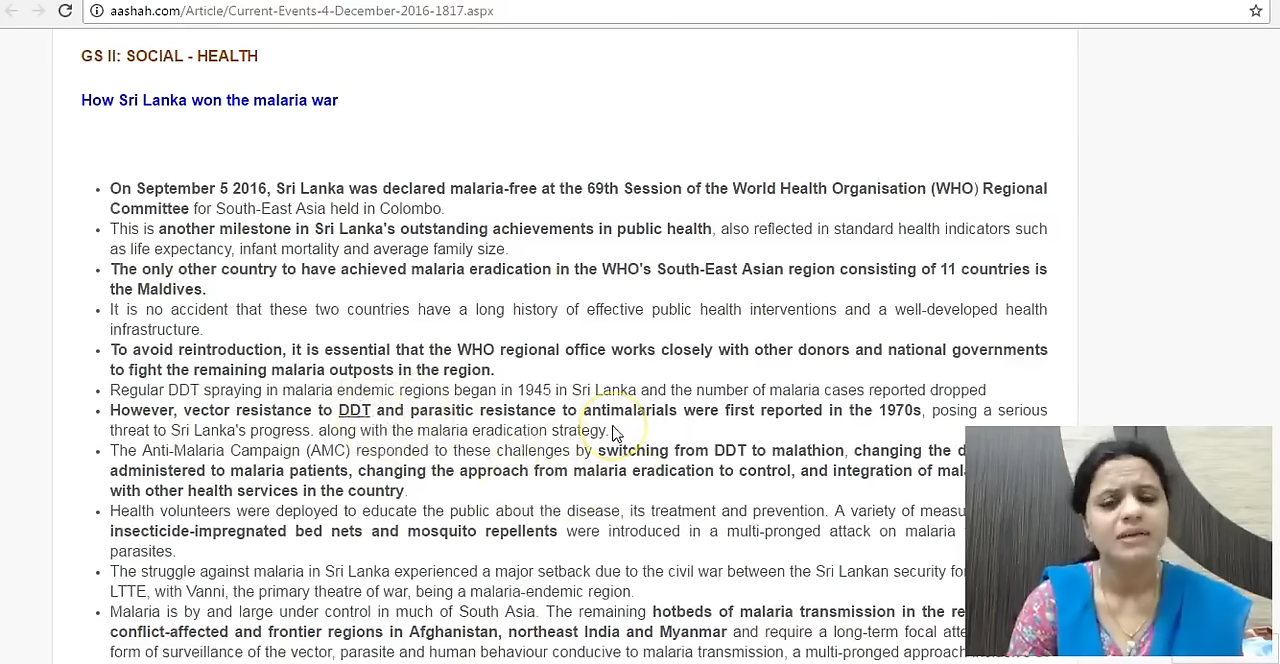 aashah.com/Article/Current-Events-4-December-2016-1817.aspx
GS II: SOCIAL - HEALTH
How Sri Lanka won the malaria war
• On September 5 2016, Sri Lanka was declared malaria-free at the 69th Session of the World Health Organisation (WHO) Regional
Committee for South-East Asia held in Colombo.
• This is another milestone in Sri Lanka's outstanding achievements in public health, also reflected in standard health indicators such
as life expectancy, infant mortality and average family size.
• The only other country to have achieved malaria eradication in the WHO's South-East Asian region consisting of 11 countries is
the Maldives.
• It is no accident that these two countries have a long history of effective public health interventions and a well-developed health
infrastructure.
• To avoid reintroduction, it is essential that the WHO regional office works closely with other donors and national governments
to fight the remaining malaria outposts in the region.
• Regular DDT spraying in malaria endemic regions began in 1945 in Sri Lanka and the number of malaria cases reported dropped
• However, vector resistance to DDT and parasitic resistance to antimalarials were first reported in the 1970s, posing a serious
threat to Sri Lanka's progress. along with the malaria eradication strategy.
• The Anti-Malaria Campaign (AMC) responded to these challenges by switching from DDT to malathion, changing the
administered to malaria patients, changing the approach from malaria eradication to control, and integration of
with other health services in the country.
• Health volunteers were deployed to educate the public about the disease, its treatment and prevention. A variety of
insecticide-impregnated bed nets and mosquito repellents were introduced in a multi-pronged attack on malaria
parasites.
• The struggle against malaria in Sri Lanka experienced a major setback due to the civil war between the Sri Lankan security
LTTE, with Vanni, the primary theatre of war, being a malaria-endemic region.
• Malaria is by and large under control in much of South Asia. The remaining hotbeds of malaria transmission in the
conflict-affected and frontier regions in Afghanistan, northeast India and Myanmar and require a long-term focal
form of surveillance of the vector, parasite and human behaviour conducive to malaria transmission, a multi-pronged approach